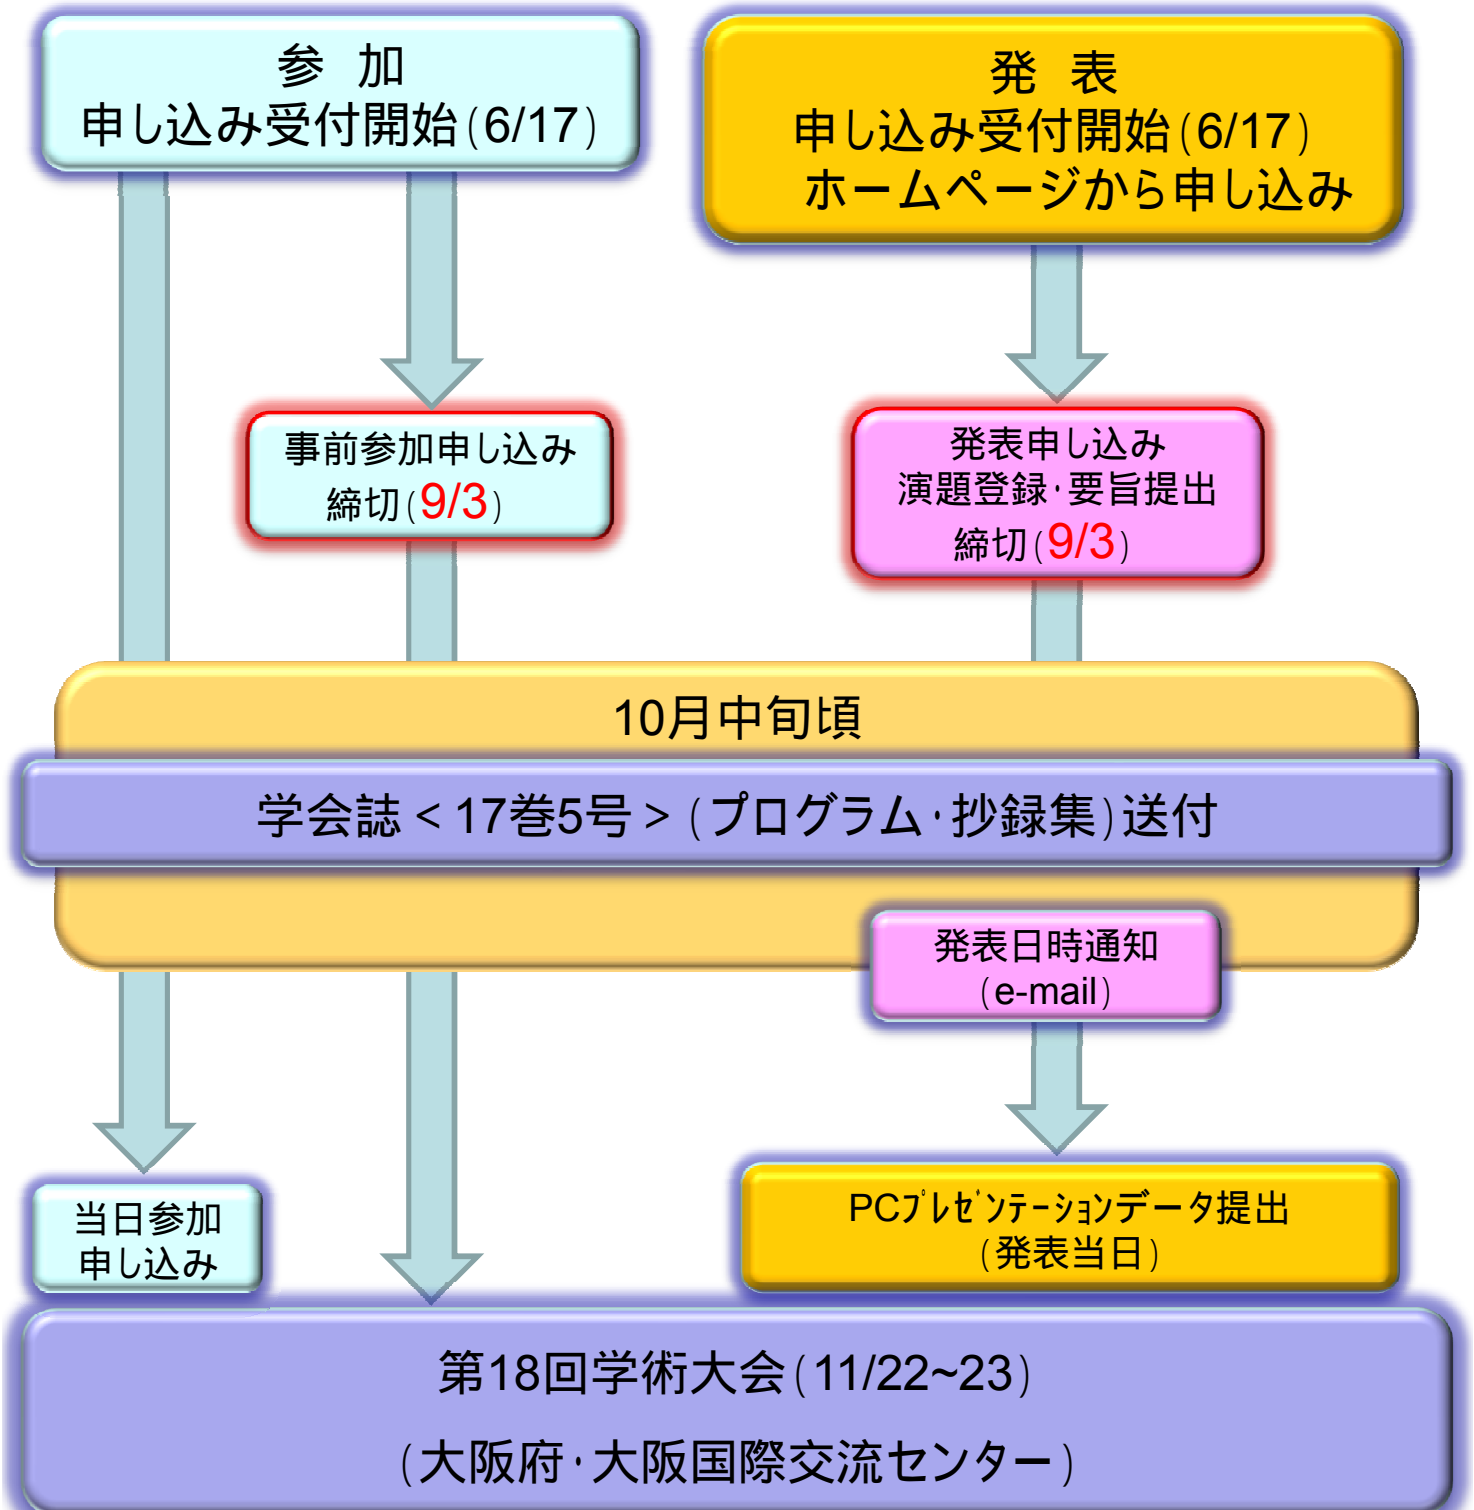 参 加
申し込み受付開始(6/17)
発 表
申し込み受付開始(6/17)
ホームページから申し込み
事前参加申し込み
締切(9/3)
発表申し込み
演題登録・要旨提出
締切(9/3)
10月中旬頃
学会誌<17巻5号>(プログラム・抄録集)送付
発表日時通知
(e-mail)
当日参加
申し込み
PCプレゼンテーションデータ提出
(発表当日)
第18回学術大会(11/22~23)
(大阪府・大阪国際交流センター)